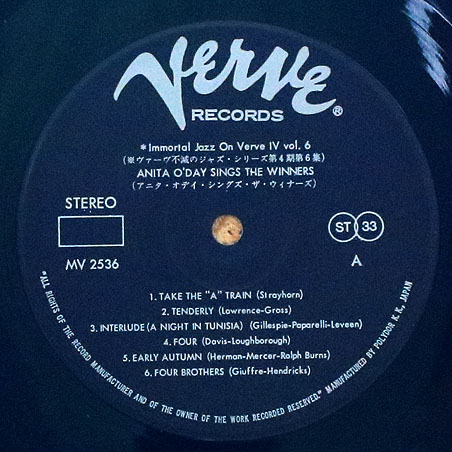 Verve
RECORDS ®
*Immortal Jazz On Verve IV vol. 6
(※ヴァーヴ不滅のジャズ・シリーズ第4期第6集)
ANITA O'DAY SINGS THE WINNERS
(アニタ・オデイ・シングズ・ザ・ウィナーズ)
STEREO
ST 33
MV 2536
A
1. TAKE THE "A" TRAIN (Strayhorn)
2. TENDERLY (Lawrence-Gross)
3. INTERLUDE (A NIGHT IN TUNISIA) (Gillespie-Paparelli-Leveen)
4. FOUR (Davis-Loughborough)
5. EARLY AUTUMN (Herman-Mercer-Ralph Burns)
6. FOUR BROTHERS (Giuffre-Hendricks)
"ALL RIGHTS OF THE RECORD MANUFACTURER AND OF THE OWNER OF THE WORK RECORDED RESERVED." MANUFACTURED BY POLYDOR K.K., JAPAN